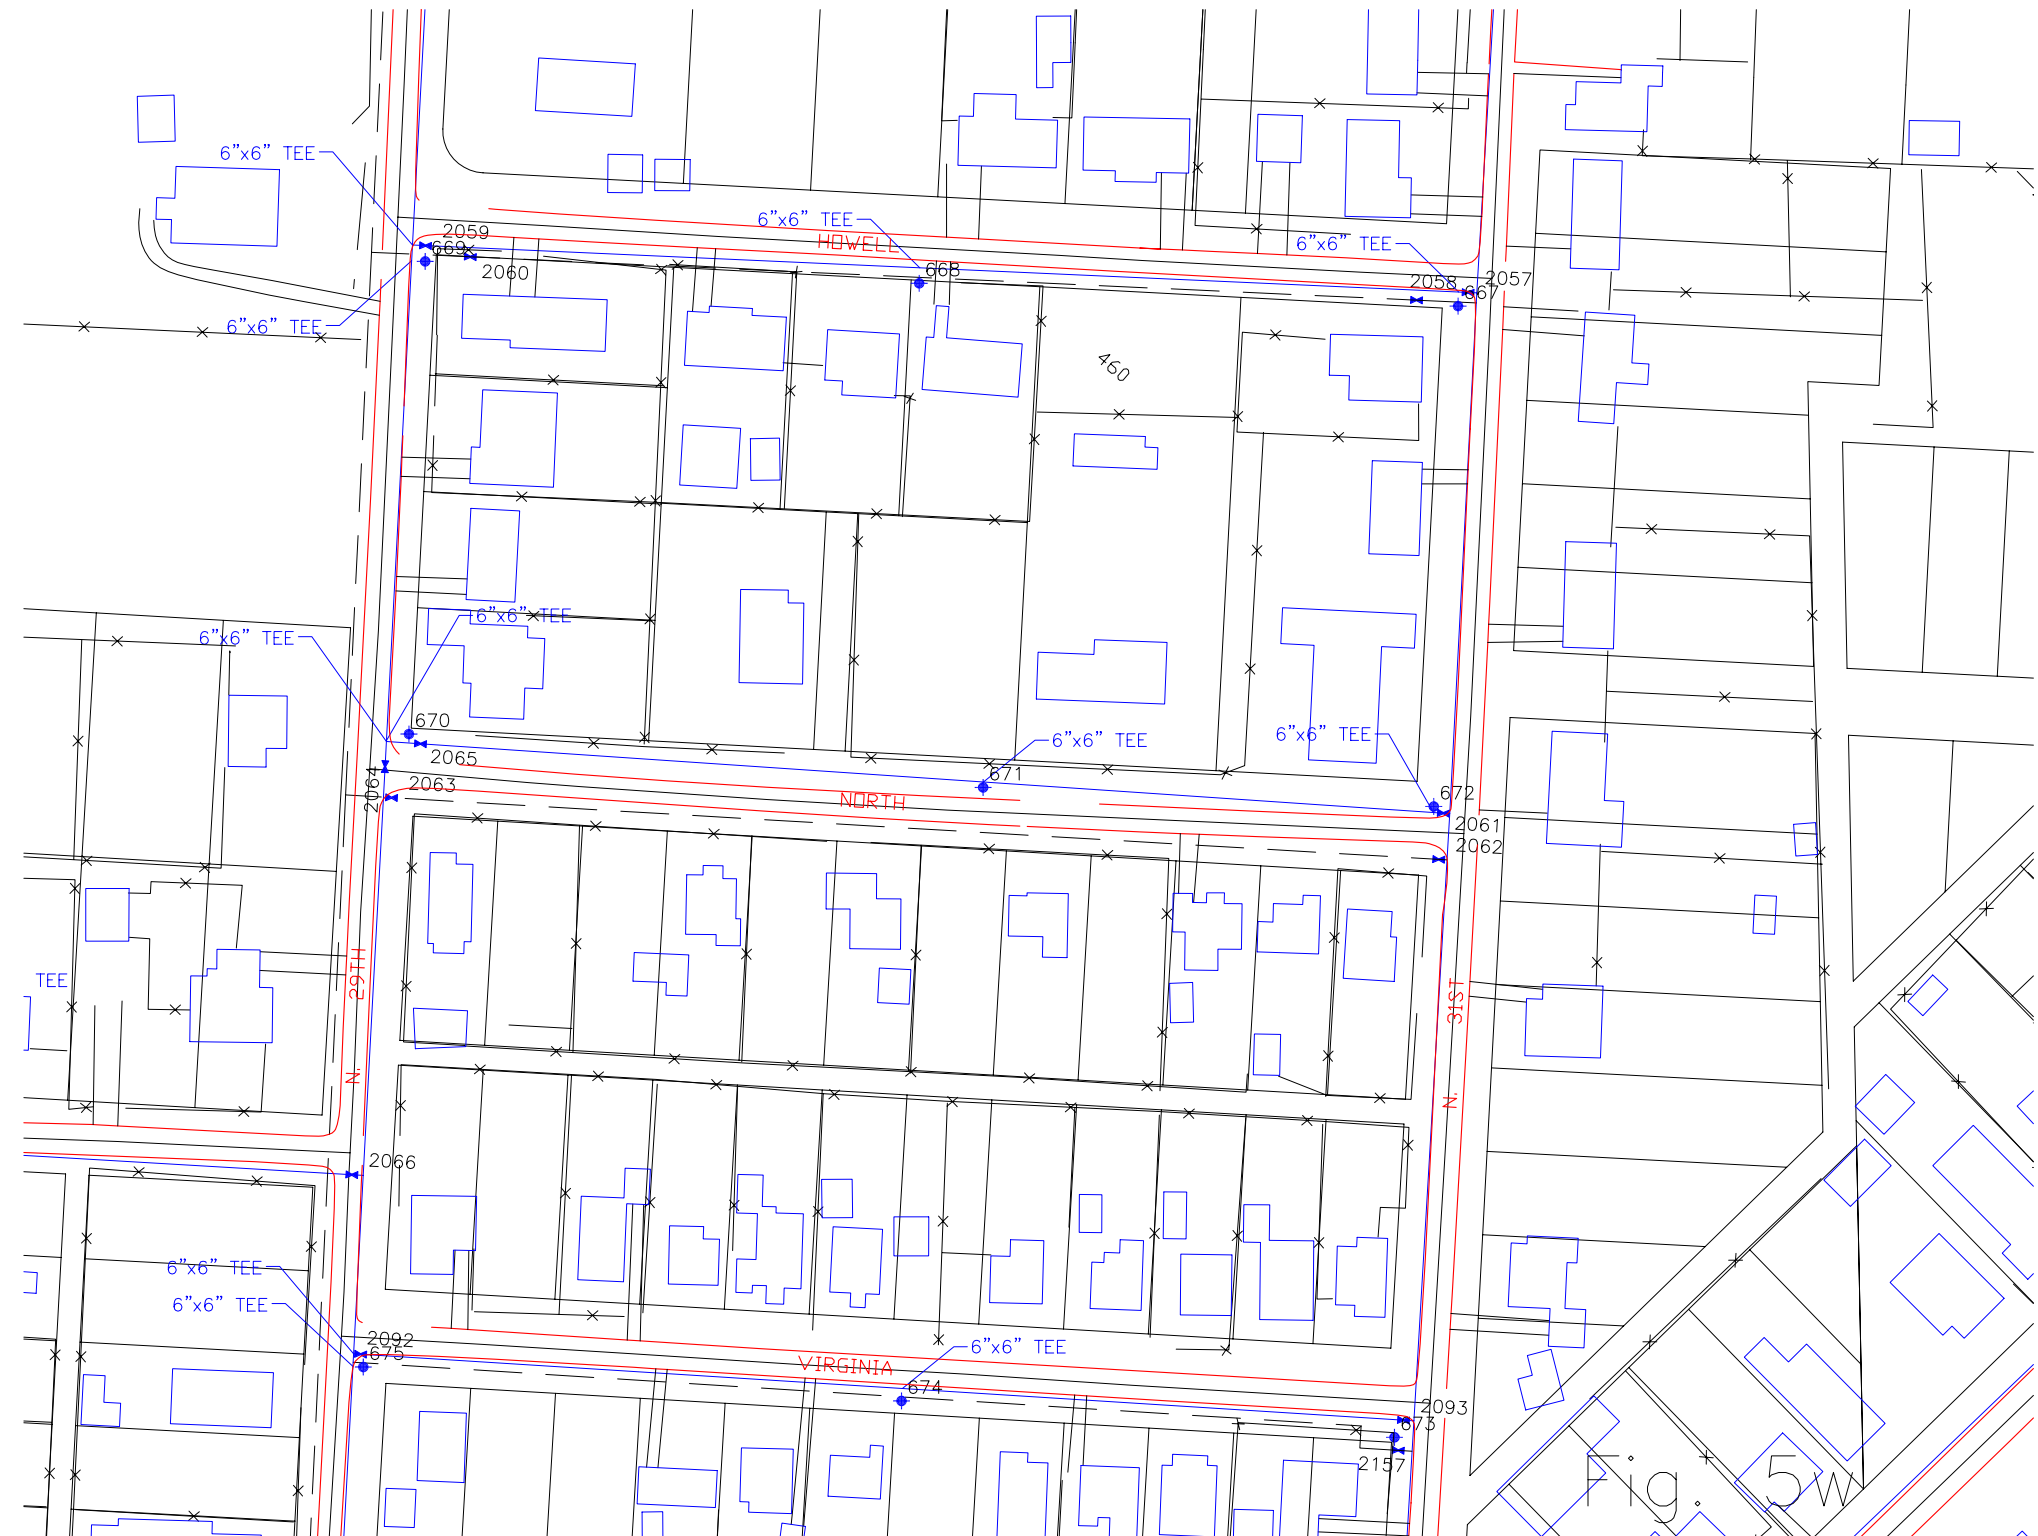 6"x6" TEE
6"x6" TEE
2059
HOWELL
6"x6" TEE
669
2060
668
2058
2057
667
6"x6" TEE
460
6"x6" TEE
6"x6" TEE
670
6"x6" TEE
6"x6" TEE
2065
671
2064
2063
NORTH
672
2061
2062
TEE
N. 29TH
N. 31ST
2066
6"x6" TEE
6"x6" TEE
2092
675
6"x6" TEE
VIRGINIA
674
2093
673
2157
Fig. 5w